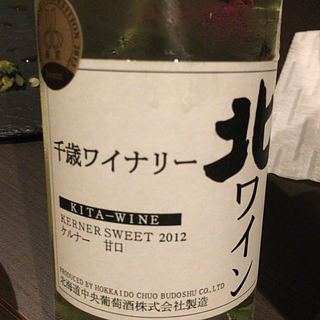 千歳ワイナリー
北ワイン
KITA-WINE
KERNER SWEET 2012
ケルナー 甘口
PRODUCED BY HOKKAIDO CHUO BUDOSHU CO.,LTD
北海道中央葡萄酒株式会社製造